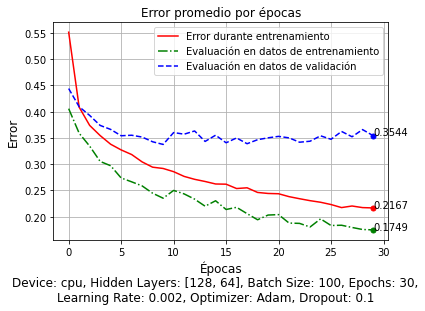 Error promedio por épocas
Error durante entrenamiento
Evaluación en datos de entrenamiento
Evaluación en datos de validación
Error
0.55
0.50
0.45
0.40
0.35
0.30
0.25
0.20
0.3544
0.2167
0.1749
0 5 10 15 20 25 30
Épocas
Device: cpu, Hidden Layers: [128, 64], Batch Size: 100, Epochs: 30,
Learning Rate: 0.002, Optimizer: Adam, Dropout: 0.1